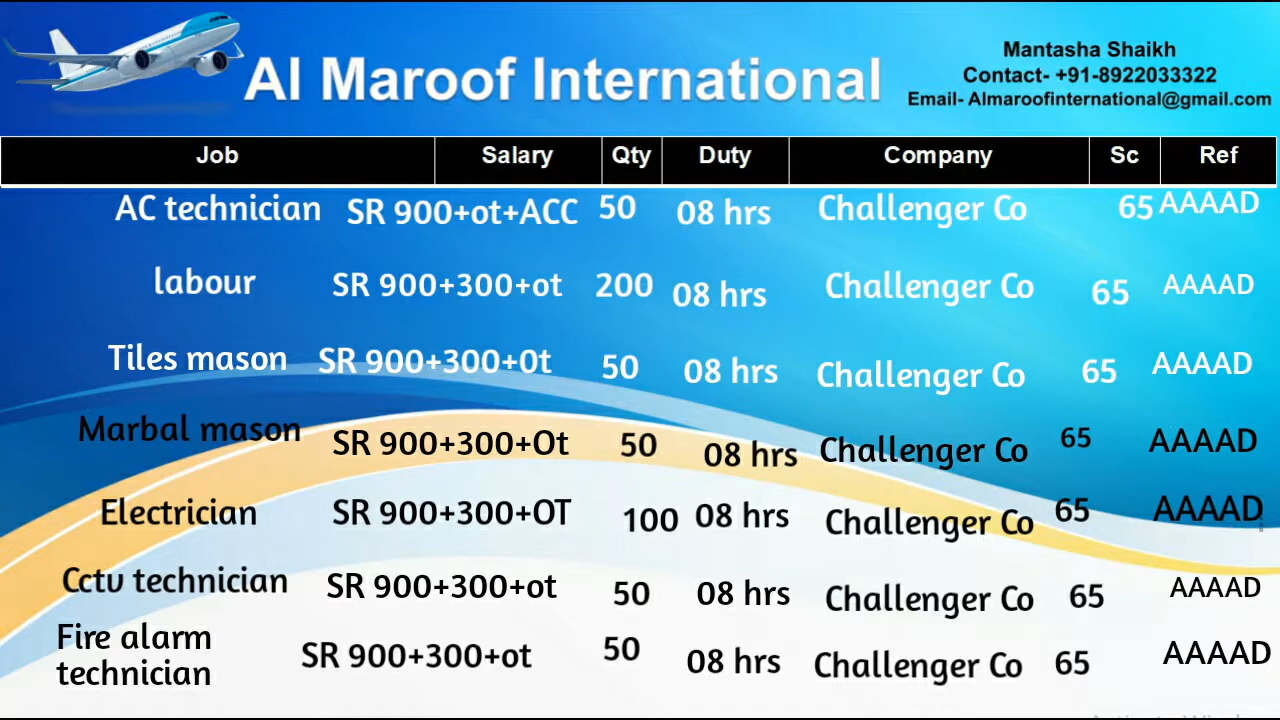 Al Maroof International
Mantasha Shaikh
Contact- +91-8922033322
Email- Almaroofinternational@gmail.com
Job Salary Qty Duty Company Sc Ref
AC technician SR 900+ot+ACC 50 08 hrs Challenger Co 65 AAAAD
labour SR 900+300+ot 200 08 hrs Challenger Co 65 AAAAD
Tiles mason SR 900+300+0t 50 08 hrs Challenger Co 65 AAAAD
Marbal mason SR 900+300+Ot 50 08 hrs Challenger Co 65 AAAAD
Electrician SR 900+300+OT 100 08 hrs Challenger Co 65 AAAAD
Cctv technician SR 900+300+ot 50 08 hrs Challenger Co 65 AAAAD
Fire alarm
technician SR 900+300+ot 50 08 hrs Challenger Co 65 AAAAD